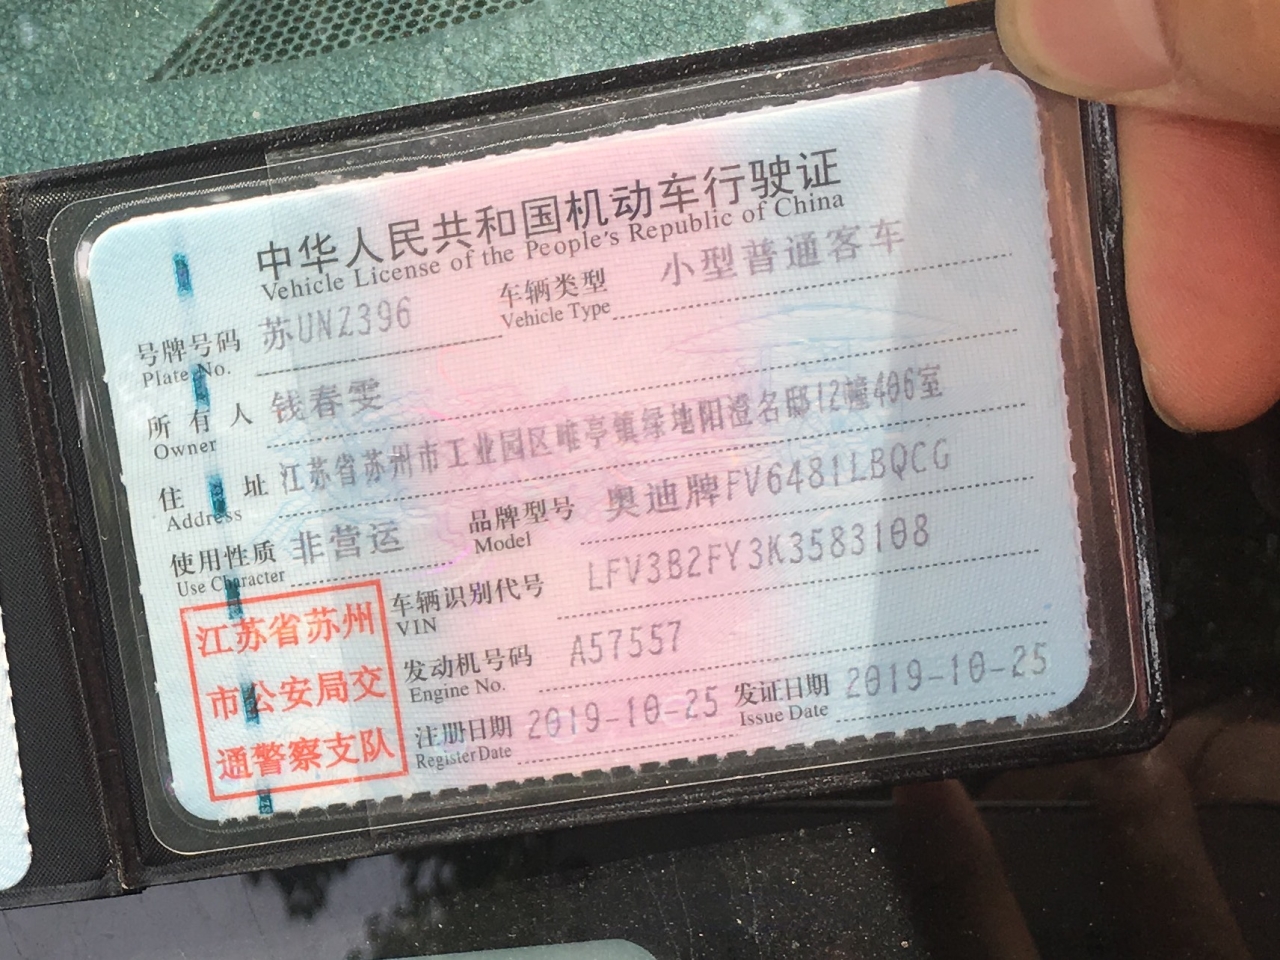 中华人民共和国机动车行驶证
Vehicle License of the People's Republic of China
号牌号码 苏UNZ396 车辆类型 小型普通客车
Plate No. Vehicle Type
所有人 钱春雯
Owner
住址 江苏省苏州市工业园区唯亭镇绿地阳澄名邸12幢406室
Address
使用性质 非营运 品牌型号 奥迪牌FV6481LBQCG
Use Character Model
车辆识别代号 LFV3B2FY3K3583108
VIN
发动机号码 A57557
Engine No.
注册日期 2019-10-25 发证日期 2019-10-25
Register Date Issue Date
江苏省苏州
市公安局交
通警察支队